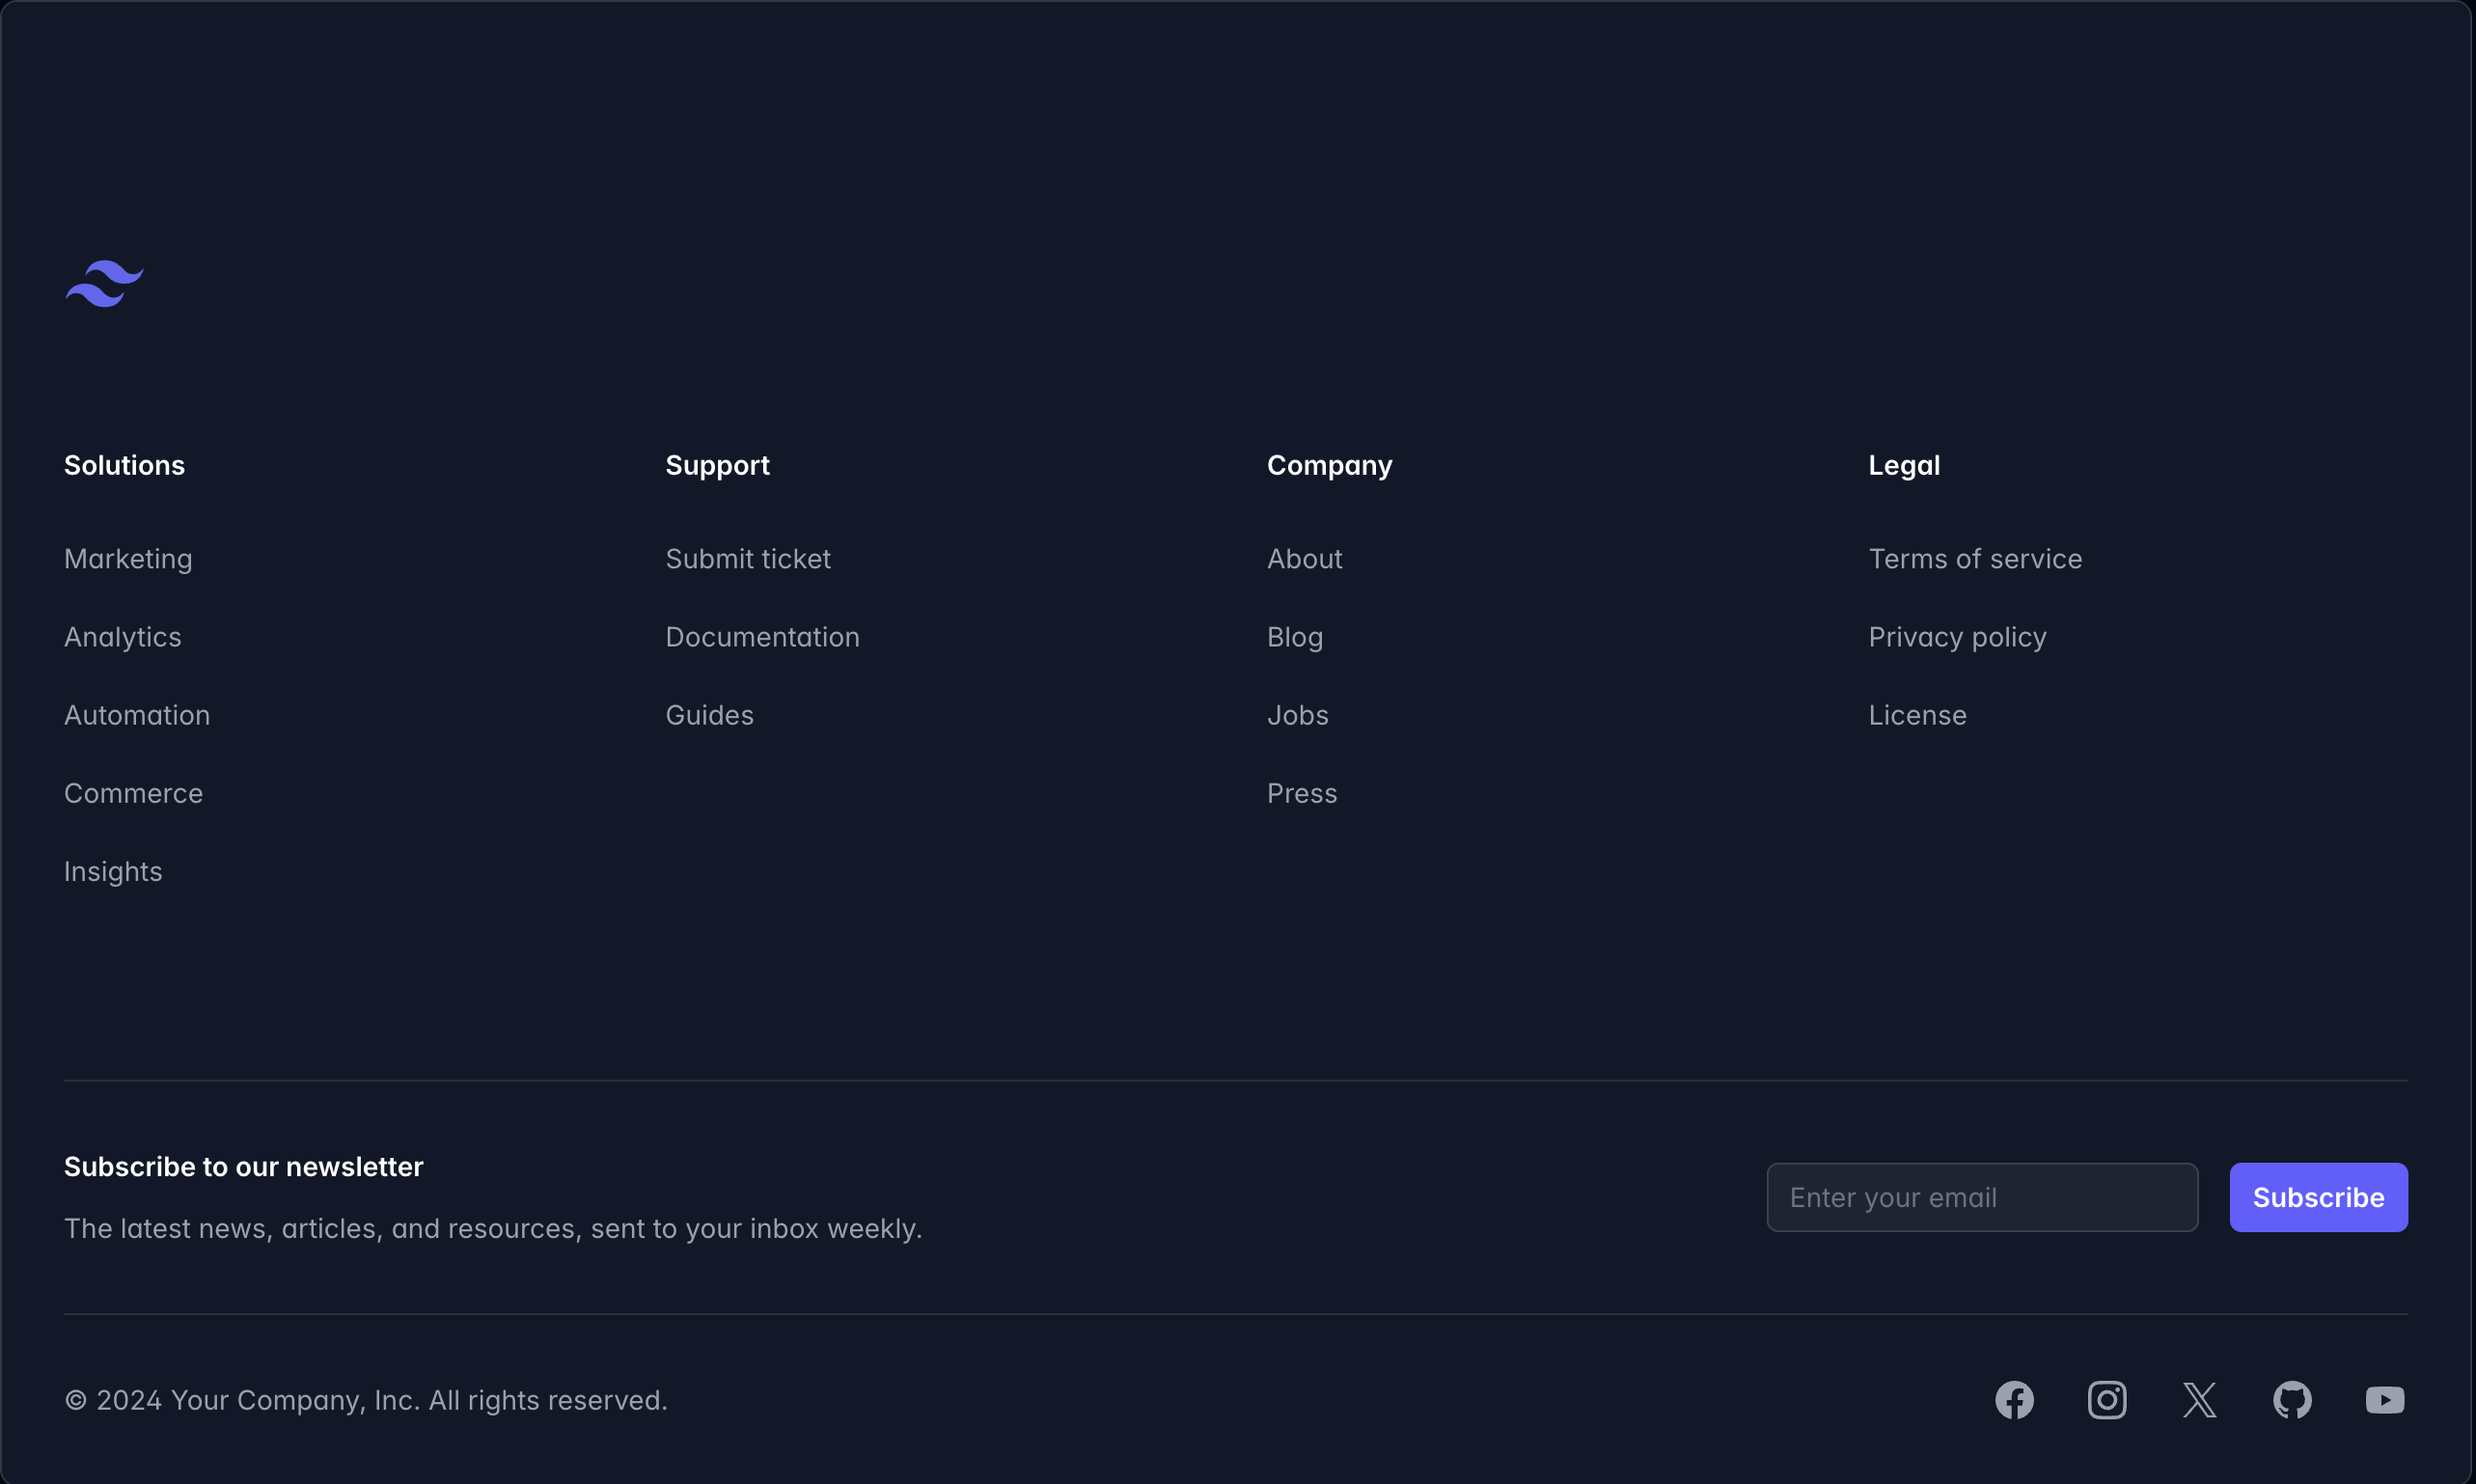 Solutions
Marketing
Analytics
Automation
Commerce
Insights
Support
Submit ticket
Documentation
Guides
Company
About
Blog
Jobs
Press
Legal
Terms of service
Privacy policy
License
Subscribe to our newsletter
The latest news, articles, and resources, sent to your inbox weekly.
Enter your email
Subscribe
© 2024 Your Company, Inc. All rights reserved.